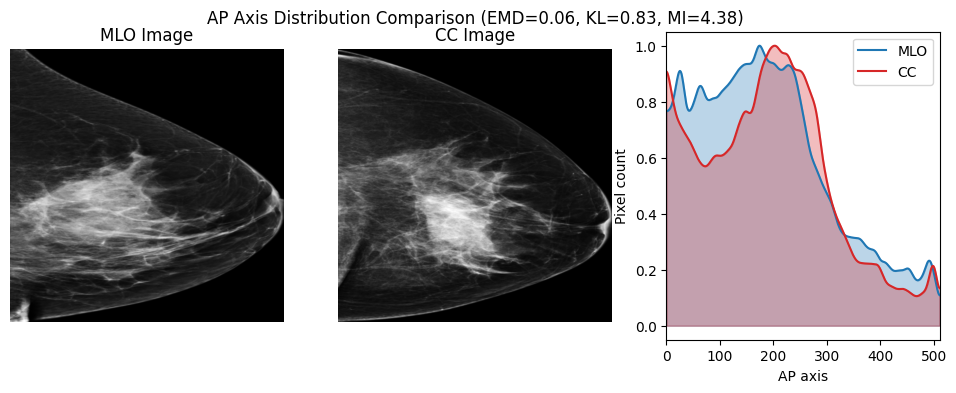 AP Axis Distribution Comparison (EMD=0.06, KL=0.83, MI=4.38)
MLO Image
CC Image
MLO
CC
Pixel count
1.0
0.8
0.6
0.4
0.2
0.0
0 100 200 300 400 500
AP axis